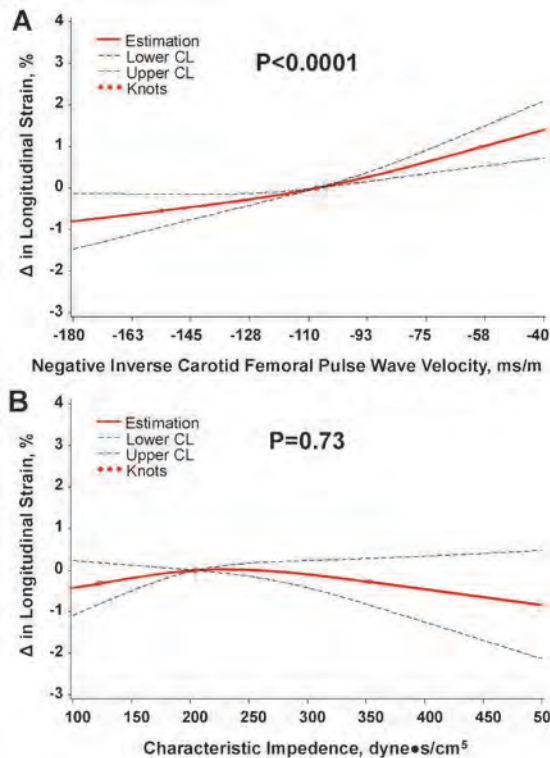 A
Estimation
Lower CL
Upper CL
Knots
P<0.0001
Δ in Longitudinal Strain, %
4
3
2
1
0
-1
-2
-3
-180 -163 -145 -128 -110 -93 -75 -58 -40
Negative Inverse Carotid Femoral Pulse Wave Velocity, ms/m
B
Estimation
Lower CL
Upper CL
Knots
P=0.73
Δ in Longitudinal Strain, %
4
3
2
1
0
-1
-2
-3
100 150 200 250 300 350 400 450 50
Characteristic Impedence, dyne●s/cm⁵